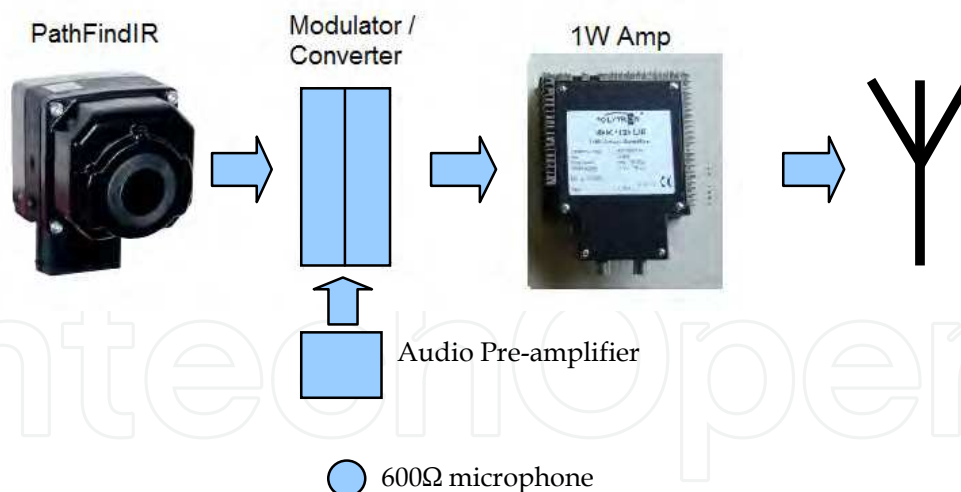 PathFindIR
Modulator /
Converter
1W Amp
Audio Pre-amplifier
600Ω microphone